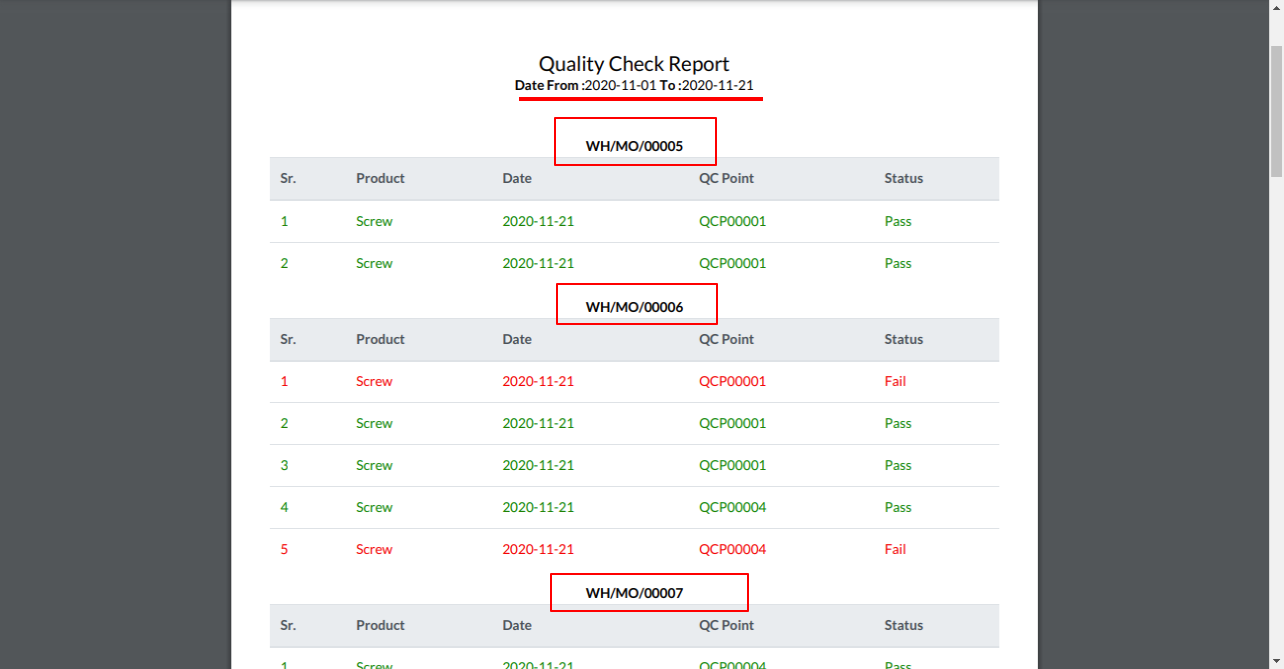 Quality Check Report
Date From :2020-11-01 To :2020-11-21
WH/MO/00005
Sr. Product Date QC Point Status
1 Screw 2020-11-21 QCP00001 Pass
2 Screw 2020-11-21 QCP00001 Pass
WH/MO/00006
Sr. Product Date QC Point Status
1 Screw 2020-11-21 QCP00001 Fail
2 Screw 2020-11-21 QCP00001 Pass
3 Screw 2020-11-21 QCP00001 Pass
4 Screw 2020-11-21 QCP00004 Pass
5 Screw 2020-11-21 QCP00004 Fail
WH/MO/00007
Sr. Product Date QC Point Status
1 Screw 2020-11-21 QCP00004 Pass